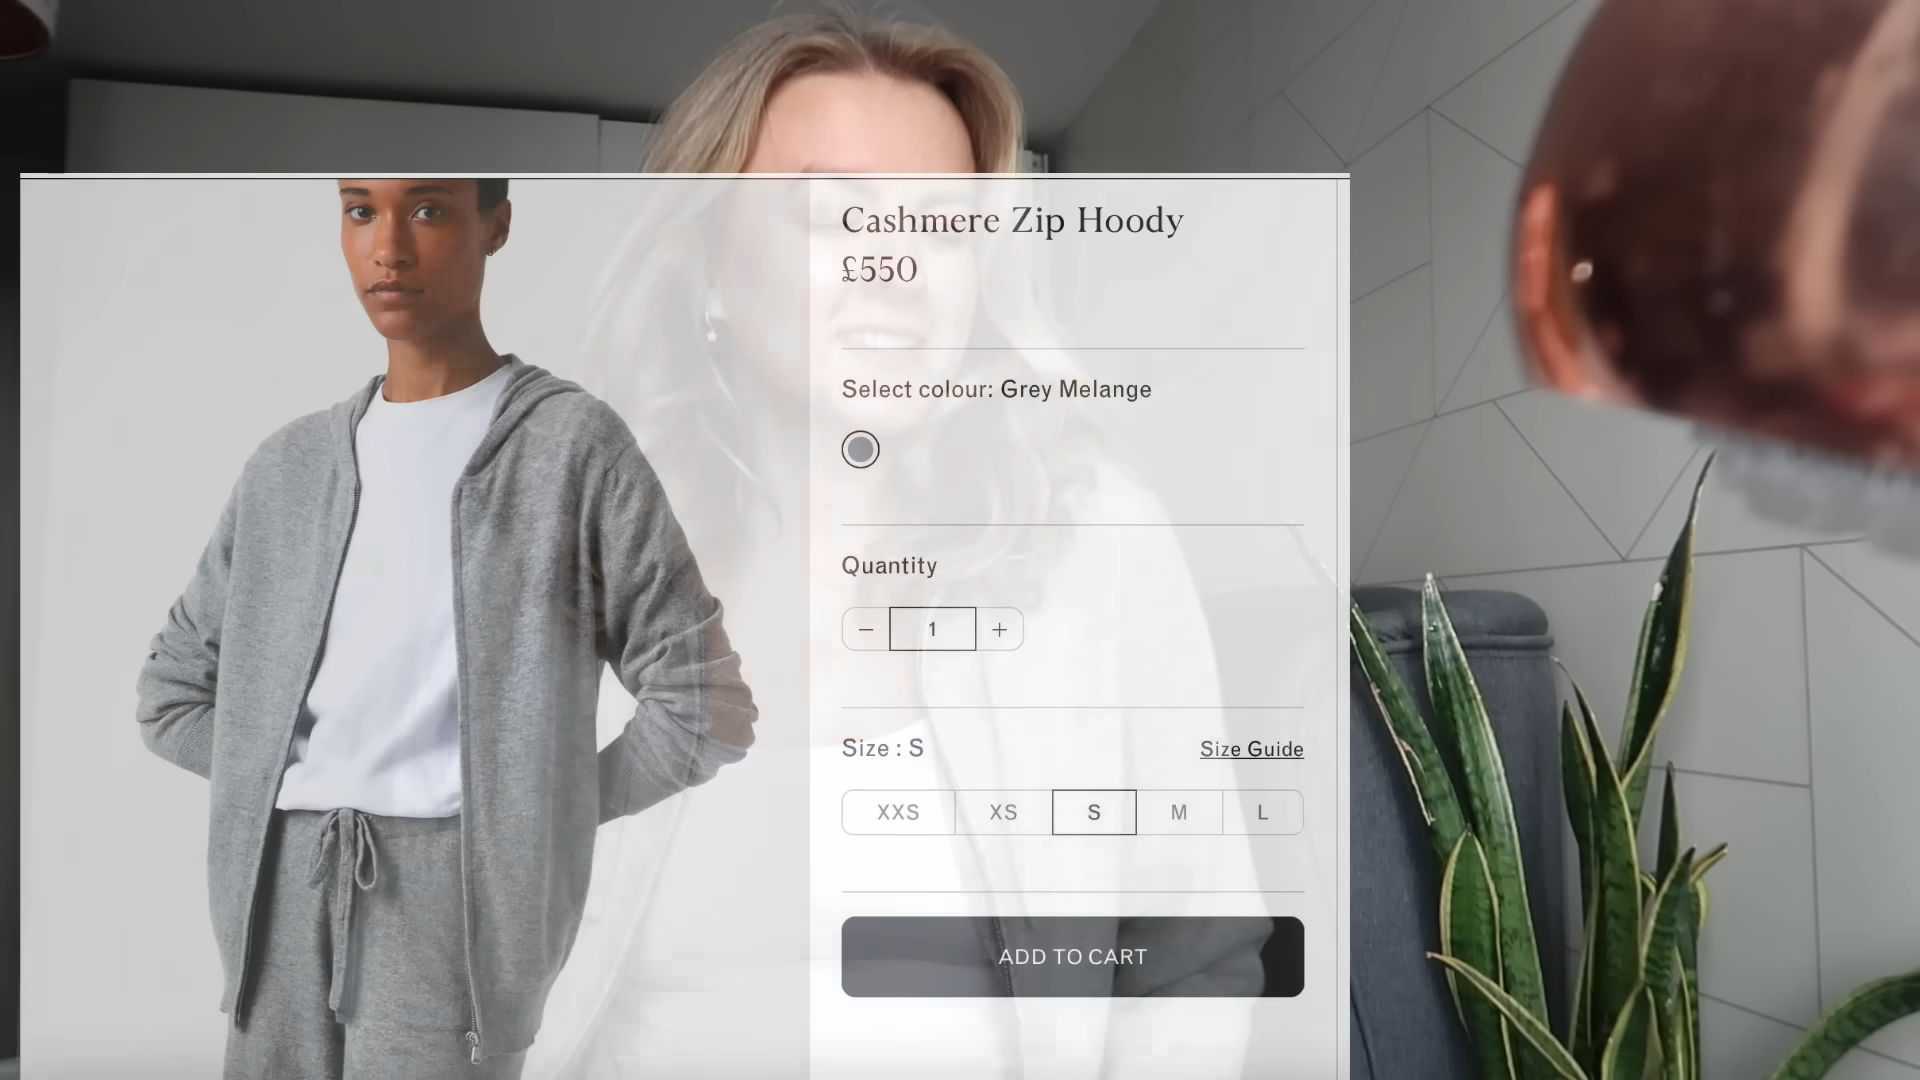 Cashmere Zip Hoody
£550
Select colour: Grey Melange
Quantity
− 1 +
Size : S Size Guide
XXS XS S M L
ADD TO CART